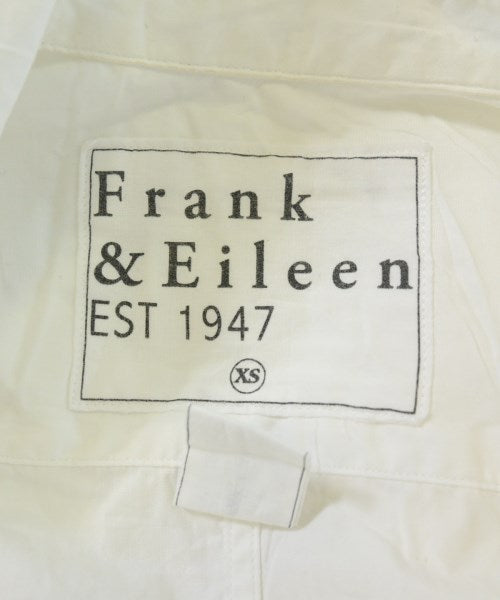 Frank
& Eileen
EST 1947
XS